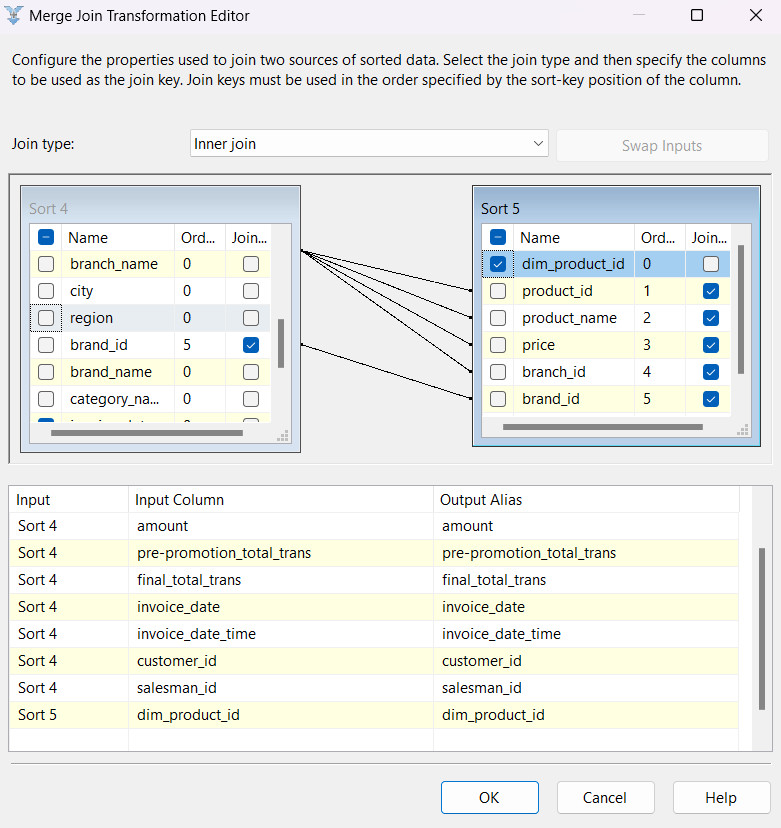 Merge Join Transformation Editor
Configure the properties used to join two sources of sorted data. Select the join type and then specify the columns
to be used as the join key. Join keys must be used in the order specified by the sort-key position of the column.
Join type: Inner join Swap Inputs
Sort 4
Name Ord... Join...
branch_name 0
city 0
region 0
brand_id 5
brand_name 0
category_na... 0
Sort 5
Name Ord... Join...
dim_product_id 0
product_id 1
product_name 2
price 3
branch_id 4
brand_id 5
Input Input Column Output Alias
Sort 4 amount amount
Sort 4 pre-promotion_total_trans pre-promotion_total_trans
Sort 4 final_total_trans final_total_trans
Sort 4 invoice_date invoice_date
Sort 4 invoice_date_time invoice_date_time
Sort 4 customer_id customer_id
Sort 4 salesman_id salesman_id
Sort 5 dim_product_id dim_product_id
OK Cancel Help